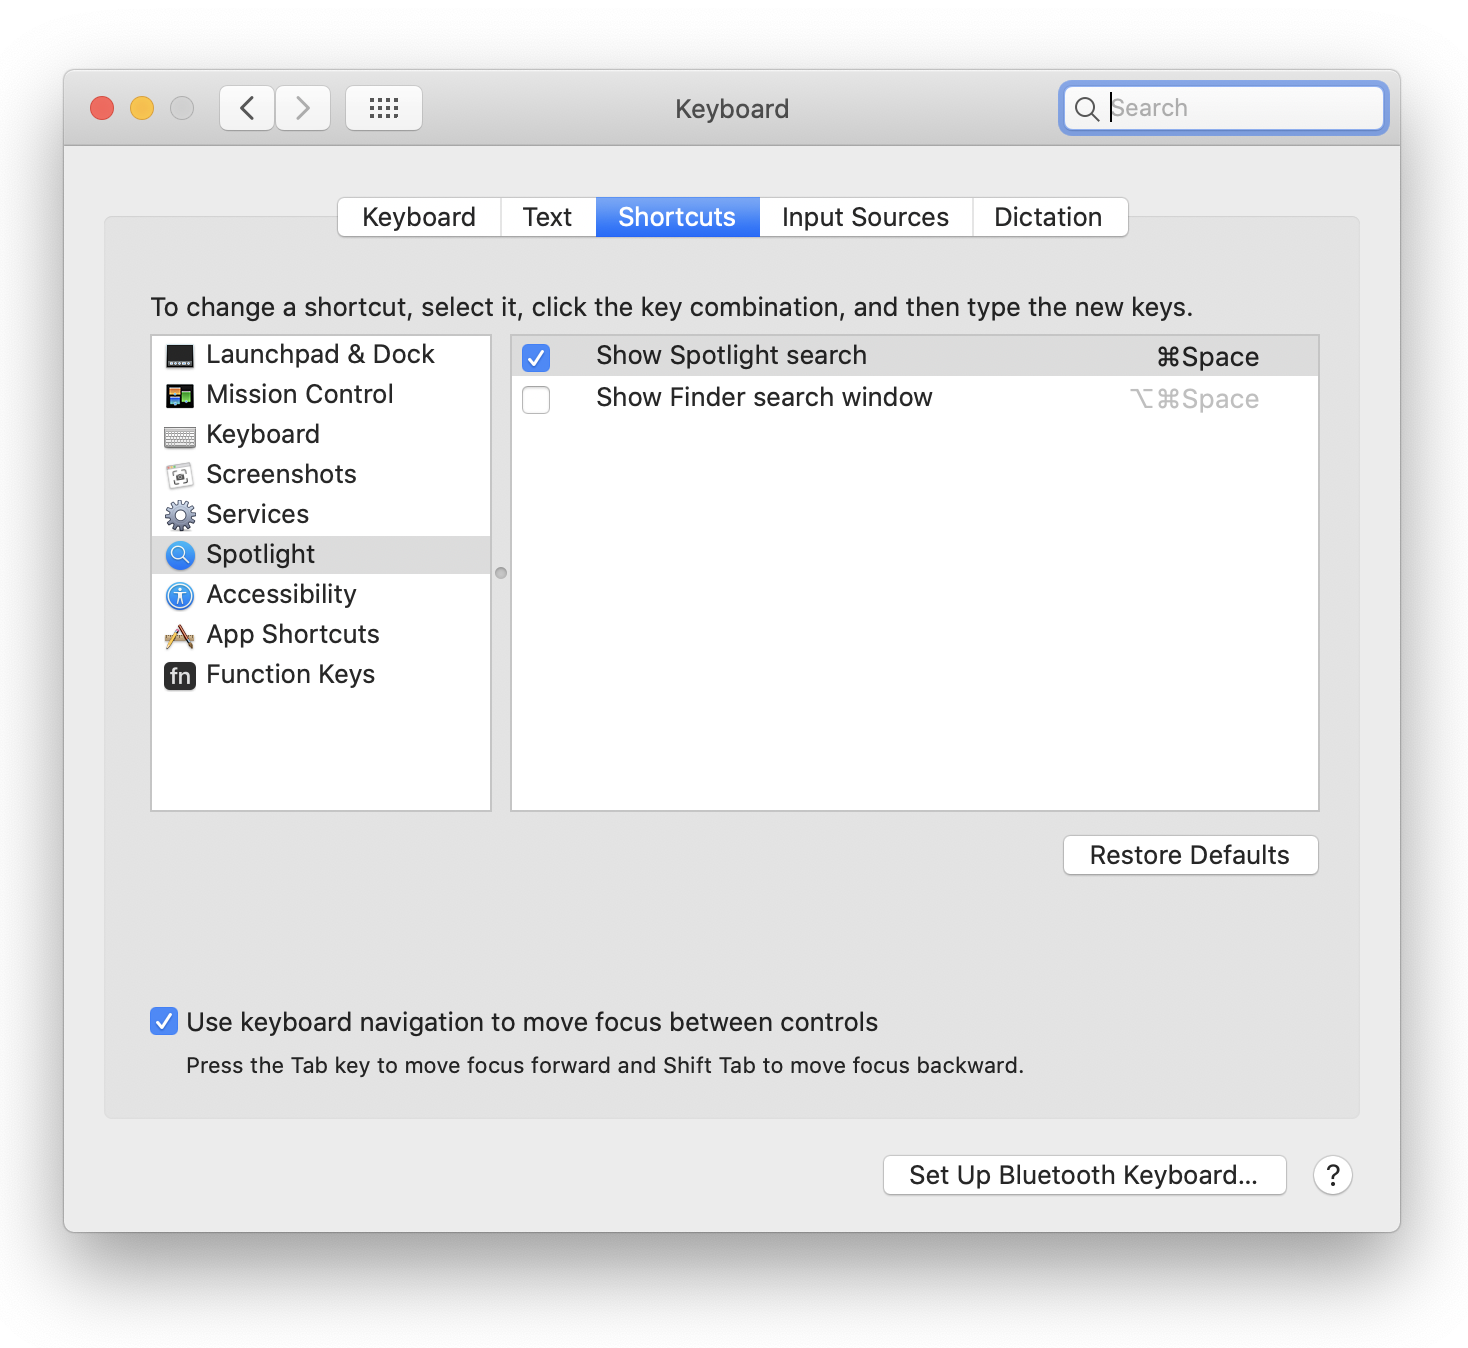 Keyboard
Search
Keyboard Text Shortcuts Input Sources Dictation
To change a shortcut, select it, click the key combination, and then type the new keys.
Launchpad & Dock
Mission Control
Keyboard
Screenshots
Services
Spotlight
Accessibility
App Shortcuts
fn Function Keys
Show Spotlight search ⌘Space
Show Finder search window ⌥⌘Space
Restore Defaults
Use keyboard navigation to move focus between controls
Press the Tab key to move focus forward and Shift Tab to move focus backward.
Set Up Bluetooth Keyboard... ?